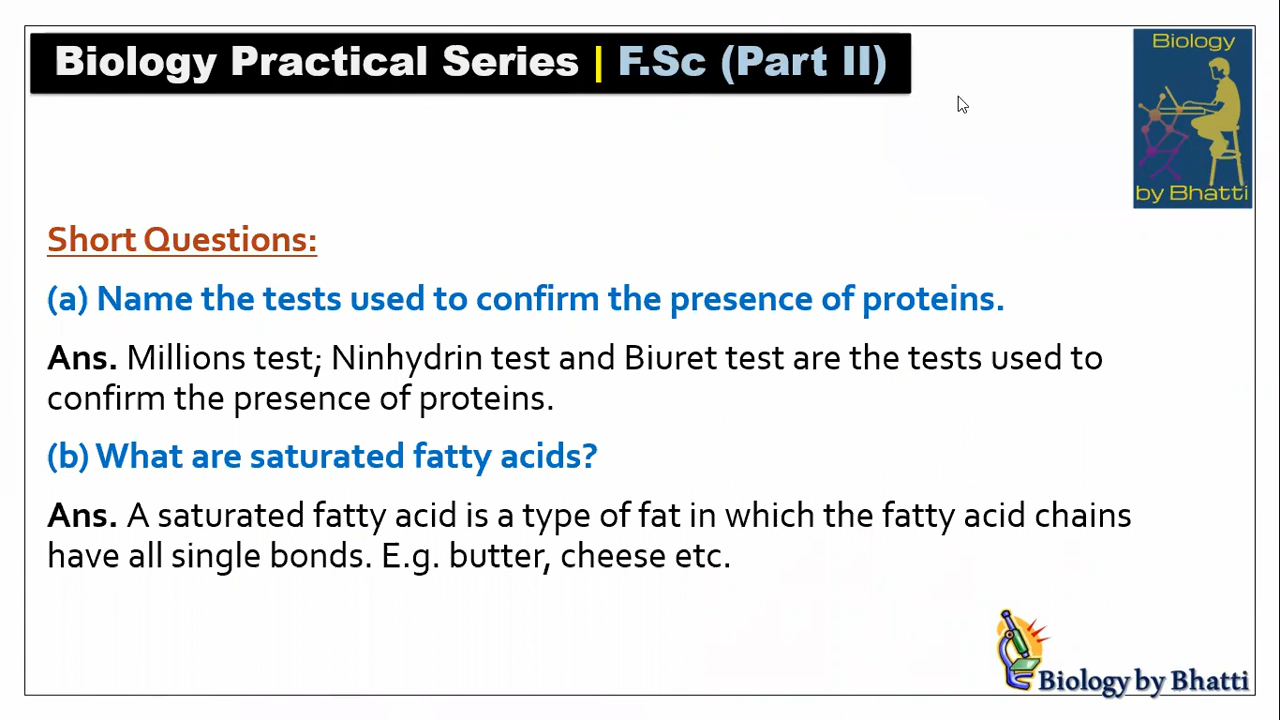 Biology Practical Series | F.Sc (Part II)
Biology
by Bhatti
Short Questions:
(a) Name the tests used to confirm the presence of proteins.
Ans. Millions test; Ninhydrin test and Biuret test are the tests used to
confirm the presence of proteins.
(b) What are saturated fatty acids?
Ans. A saturated fatty acid is a type of fat in which the fatty acid chains
have all single bonds. E.g. butter, cheese etc.
Biology by Bhatti